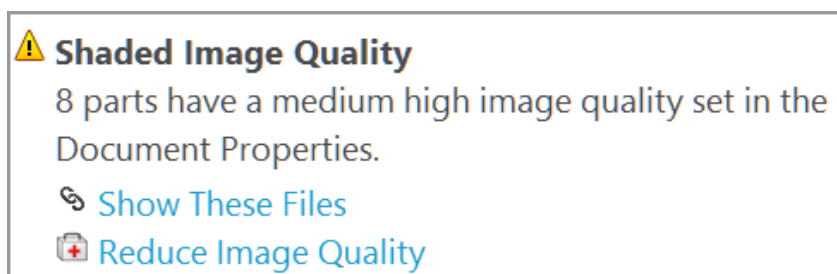 Shaded Image Quality
8 parts have a medium high image quality set in the
Document Properties.
Show These Files
Reduce Image Quality